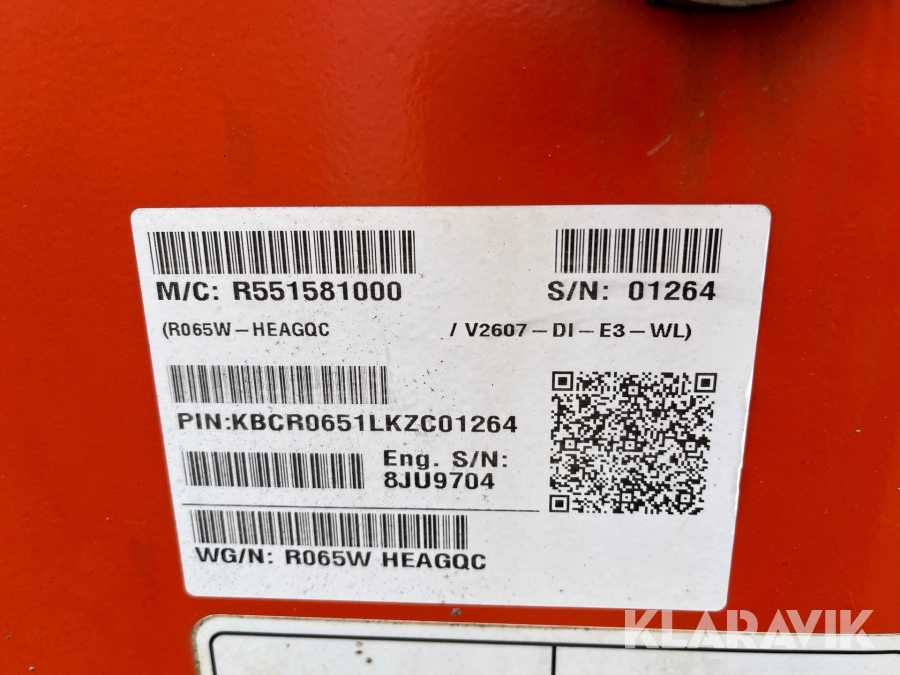 M/C: R551581000
S/N: 01264
(R065W-HEAGQC / V2607-DI-E3-WL)
PIN:KBCR0651LKZC01264
Eng. S/N:
8JU9704
WG/N: R065W HEAGQC
KLARAVIK